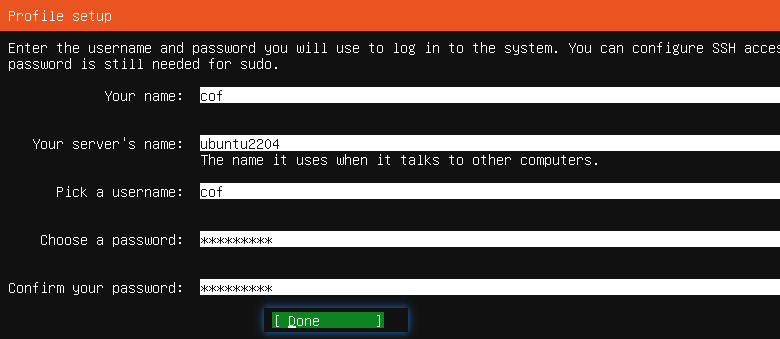 Profile setup
Enter the username and password you will use to log in to the system. You can configure SSH
password is still needed for sudo.
Your name: cof
Your server's name: ubuntu2204
The name it uses when it talks to other computers.
Pick a username: cof
Choose a password: *********
Confirm your password: *********
[ Done ]